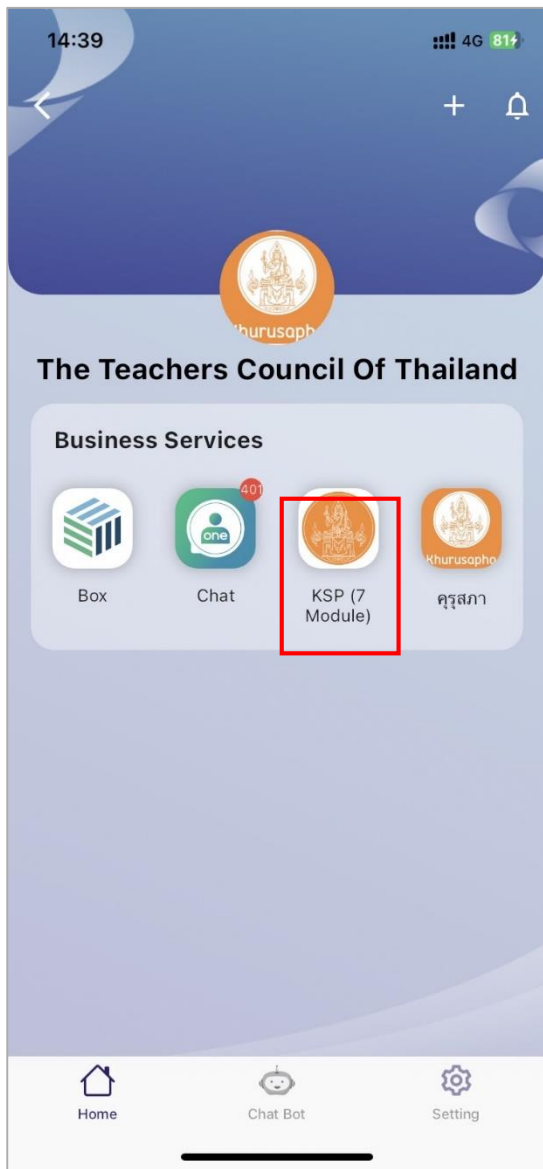 14:39
4G 81
Khurusapha
The Teachers Council Of Thailand
Business Services
401
one
Khurusapha
Box
Chat
KSP (7
Module)
คุรุสภา
Home
Chat Bot
Setting